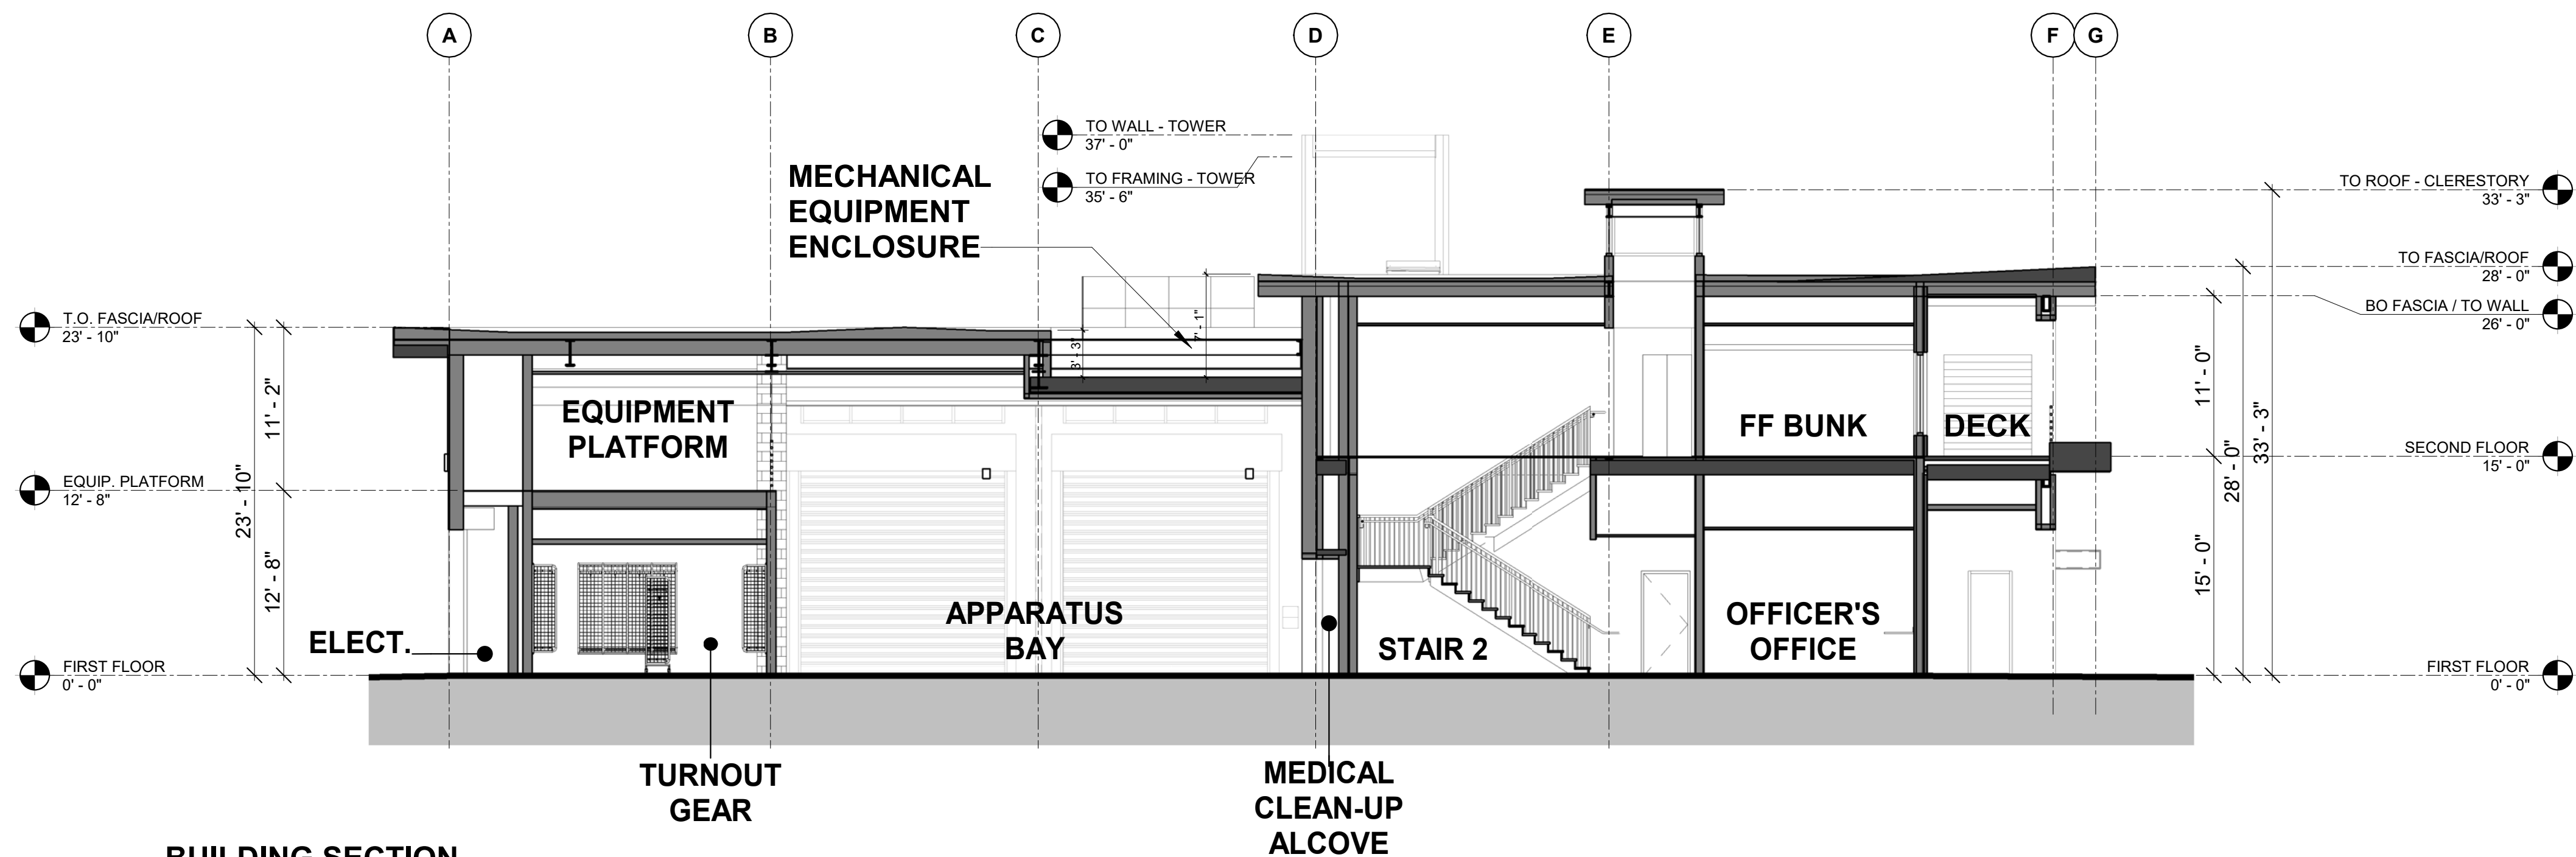 A
B
C
D
E
F
G
TO WALL - TOWER
37' - 0"
TO FRAMING - TOWER
35' - 6"
MECHANICAL
EQUIPMENT
ENCLOSURE
TO ROOF - CLERESTORY
33' - 3"
TO FASCIA/ROOF
28' - 0"
BO FASCIA / TO WALL
26' - 0"
T.O. FASCIA/ROOF
23' - 10"
3' - 3"
7' - 1"
11' - 2"
23' - 10"
12' - 8"
11' - 0"
33' - 3"
28' - 0"
15' - 0"
EQUIPMENT
PLATFORM
FF BUNK
DECK
SECOND FLOOR
15' - 0"
EQUIP. PLATFORM
12' - 8"
APPARATUS
BAY
ELECT.
STAIR 2
OFFICER'S
OFFICE
FIRST FLOOR
0' - 0"
FIRST FLOOR
0' - 0"
TURNOUT
GEAR
MEDICAL
CLEAN-UP
ALCOVE
BUILDING SECTION